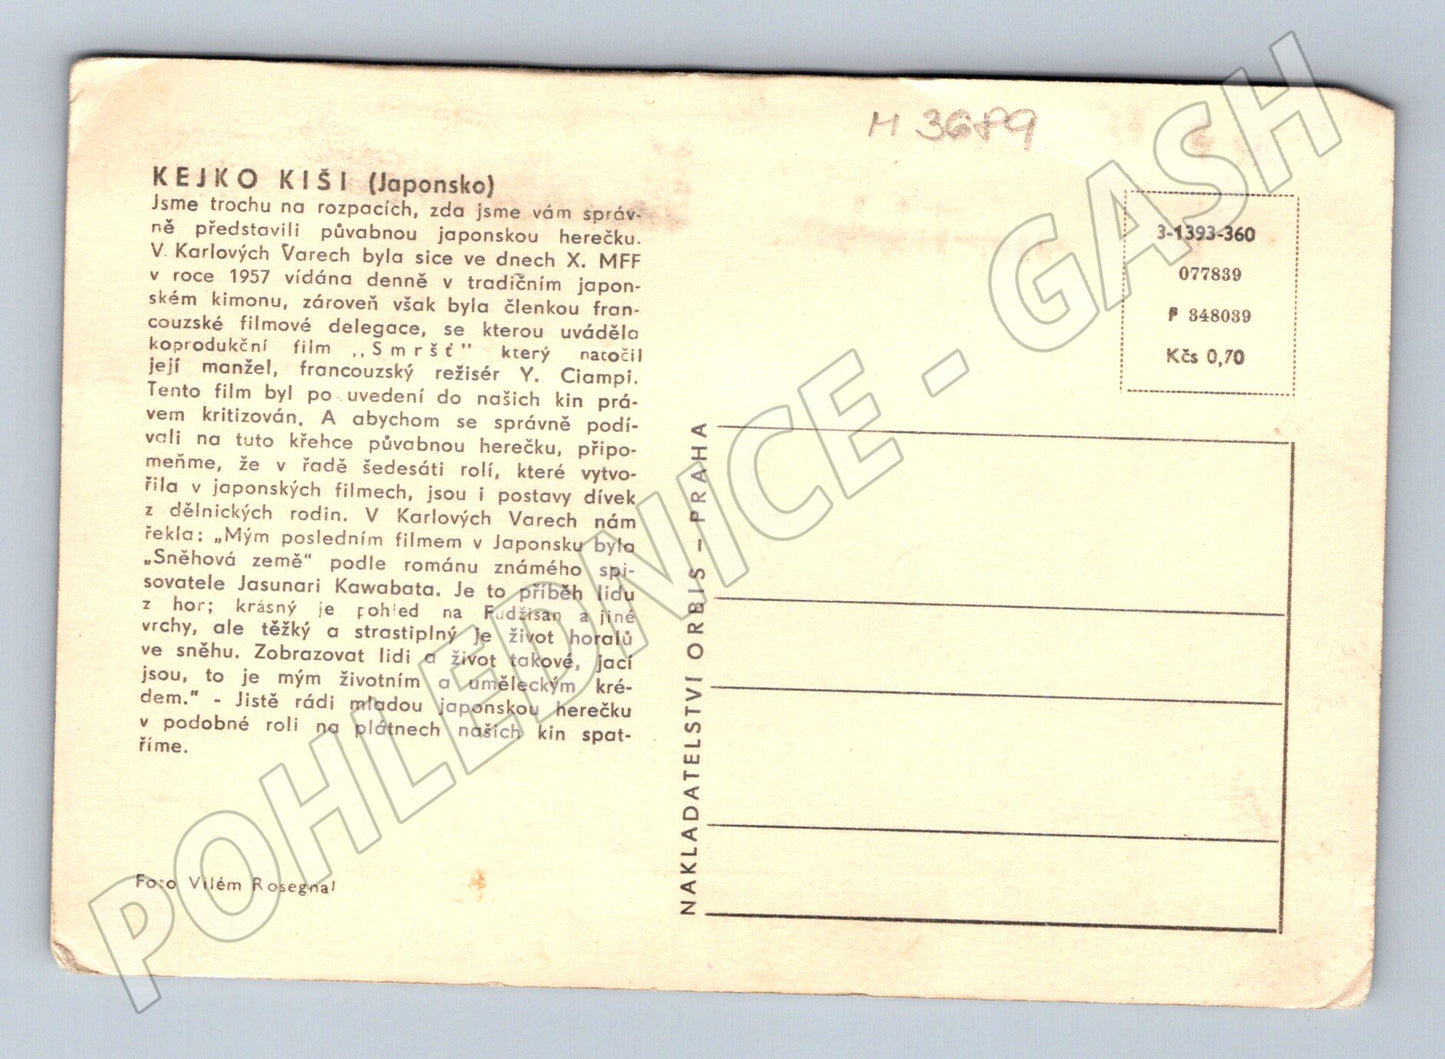 M 3689
KEJKO KIŠI (Japonsko)
Jsme trochu na rozpacích, zda jsme vám správ-
ně představili půvabnou japonskou herečku.
V Karlových Varech byla sice ve dnech X. MFF
v roce 1957 vídána denně v tradičním japon-
ském kimonu, zároveň však byla členkou fran-
couzské filmové delegace, se kterou uváděla
koprodukční film ,,Smršť" který natočil
její manžel, francouzský režisér Y. Ciampi.
Tento film byl po uvedení do našich kin prá-
vem kritizován. A abychom se správně podí-
vali na tuto křehce půvabnou herečku, připo-
meňme, že v řadě šedesáti rolí, které vytvo-
řila v japonských filmech, jsou i postavy dívek
z dělnických rodin. V Karlových Varech nám
řekla: „Mým posledním filmem v Japonsku byla
„Sněhová země" podle románu známého spi-
sovatele Jasunari Kawabata. Je to příběh lidu
z hor; krásný je pohled na Fudžisan a jiné
vrchy, ale těžký a strastiplný je život horalů
ve sněhu. Zobrazovat lidi a život takové, jací
jsou, to je mým životním a uměleckým kré-
dem." - Jistě rádi mladou japonskou herečku
v podobné roli na plátnech našich kin spat-
říme.
Foto Vilém Rosegnal
NAKLADATELSTVI ORBIS – PRAHA
3-1393-360
077839
F 348039
Kčs 0,70
POHLEDNICE - GASH